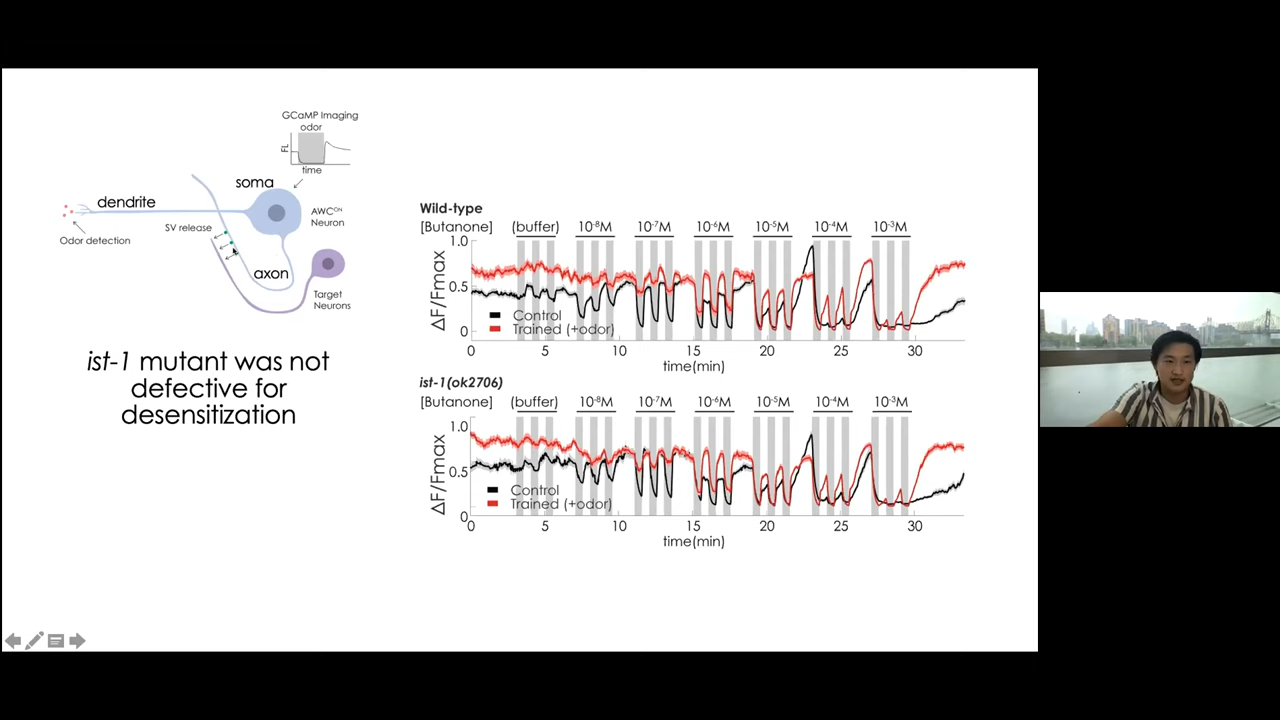 GCaMP Imaging
odor
FL
time
soma
dendrite
AWCᴼᴺ
Neuron
SV release
Odor detection
axon
Target
Neurons
ist-1 mutant was not
defective for
desensitization
Wild-type
[Butanone] (buffer) 10⁻⁸M 10⁻⁷M 10⁻⁶M 10⁻⁵M 10⁻⁴M 10⁻³M
1.0
0.5
0
ΔF/Fmax
Control
Trained (+odor)
0 5 10 15 20 25 30
time(min)
ist-1(ok2706)
[Butanone] (buffer) 10⁻⁸M 10⁻⁷M 10⁻⁶M 10⁻⁵M 10⁻⁴M 10⁻³M
1.0
0.5
0
ΔF/Fmax
Control
Trained (+odor)
0 5 10 15 20 25 30
time(min)